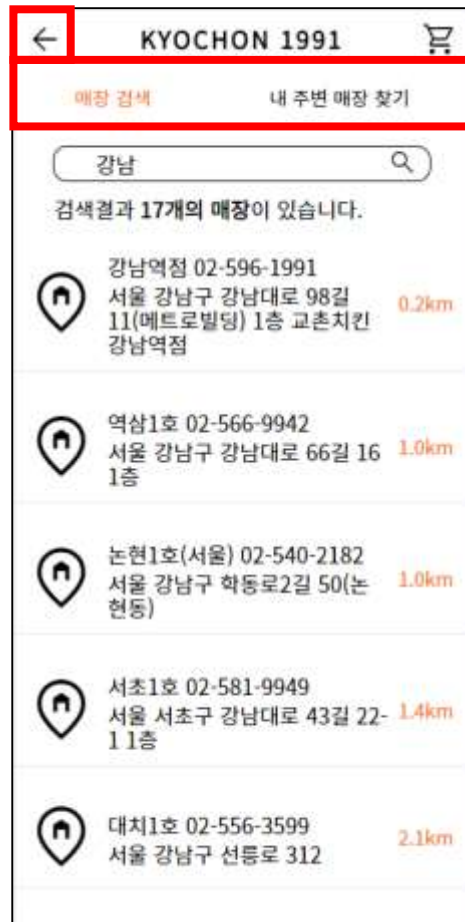 KYOCHON 1991
매장 검색
내 주변 매장 찾기
강남
검색결과 17개의 매장이 있습니다.
강남역점 02-596-1991
서울 강남구 강남대로 98길
11(메트로빌딩) 1층 교촌치킨
강남역점
0.2km
역삼1호 02-566-9942
서울 강남구 강남대로 66길 16
1층
1.0km
논현1호(서울) 02-540-2182
서울 강남구 학동로2길 50(논
현동)
1.0km
서초1호 02-581-9949
서울 서초구 강남대로 43길 22-
1 1층
1.4km
대치1호 02-556-3599
서울 강남구 선릉로 312
2.1km